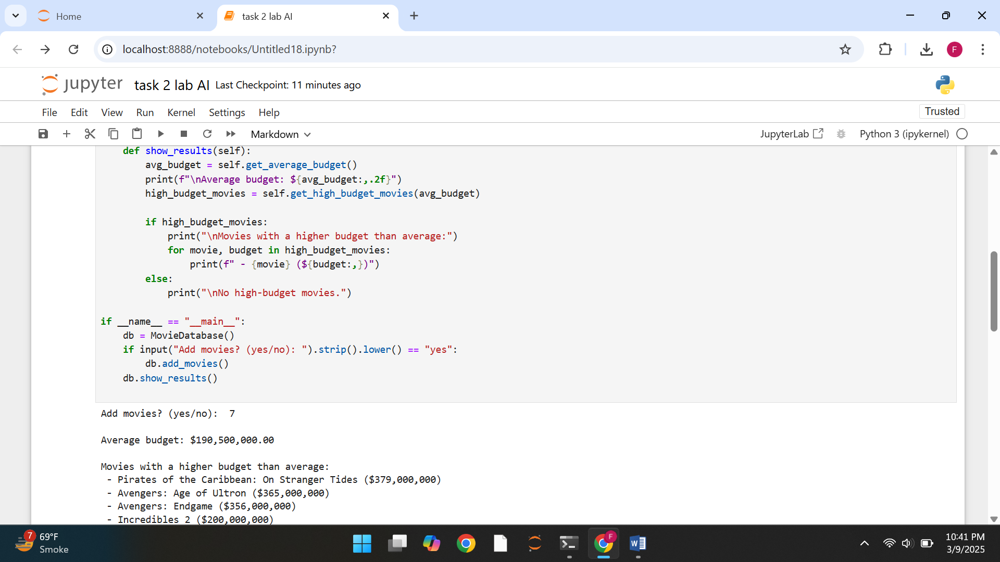 Home
task 2 lab AI
localhost:8888/notebooks/Untitled18.ipynb?
F
jupyter task 2 lab AI Last Checkpoint: 11 minutes ago
File Edit View Run Kernel Settings Help
Trusted
Markdown
JupyterLab
Python 3 (ipykernel)
def show_results(self):
avg_budget = self.get_average_budget()
print(f"\nAverage budget: ${avg_budget:,.2f}")
high_budget_movies = self.get_high_budget_movies(avg_budget)
if high_budget_movies:
print("\nMovies with a higher budget than average:")
for movie, budget in high_budget_movies:
print(f" - {movie} (${budget:,})")
else:
print("\nNo high-budget movies.")
if __name__ == "__main__":
db = MovieDatabase()
if input("Add movies? (yes/no): ").strip().lower() == "yes":
db.add_movies()
db.show_results()
Add movies? (yes/no): 7
Average budget: $190,500,000.00
Movies with a higher budget than average:
- Pirates of the Caribbean: On Stranger Tides ($379,000,000)
- Avengers: Age of Ultron ($365,000,000)
- Avengers: Endgame ($356,000,000)
- Incredibles 2 ($200,000,000)
7
69°F
Smoke
F
W
10:41 PM
3/9/2025